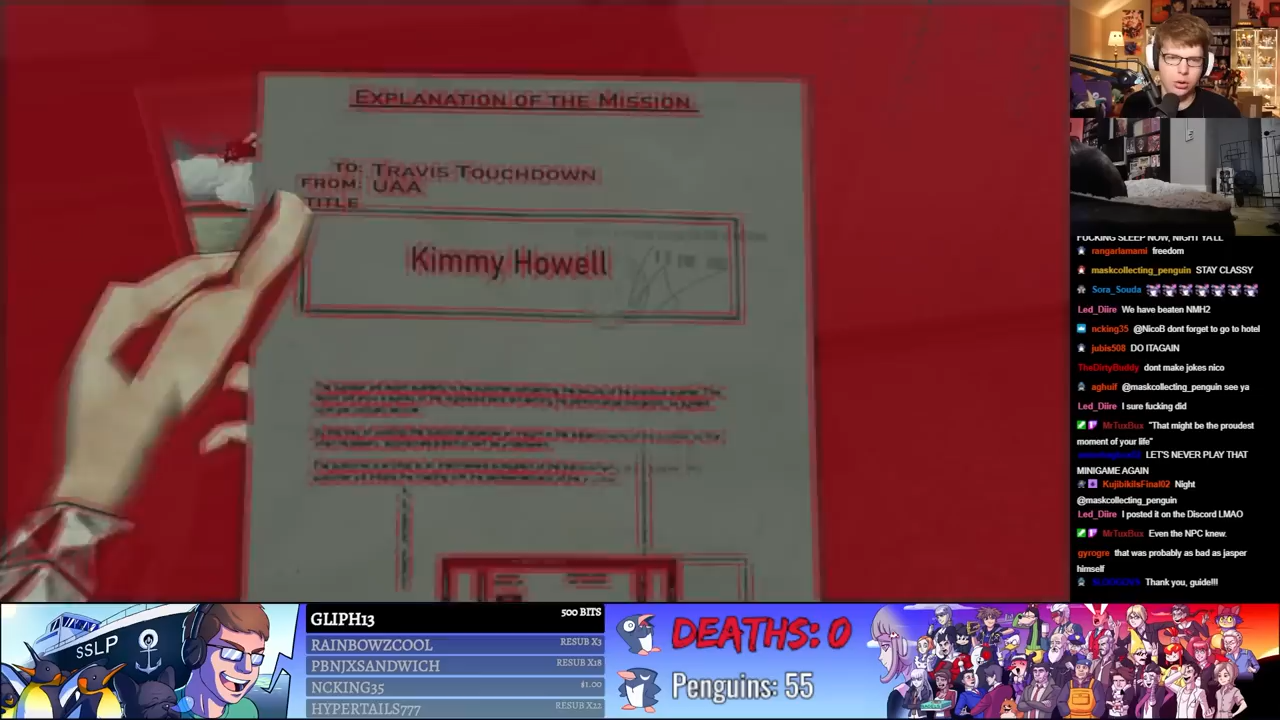 EXPLANATION OF THE MISSION
TO: TRAVIS TOUCHDOWN
FROM: UAA
TITLE
Kimmy Howell
FUCKING SLEEP NOW, NIGHT Y'ALL
rangarlamami freedom
maskcollecting_penguin STAY CLASSY
Sora_Souda
Led_Diire We have beaten NMH2
ncking35 @NicoB dont forget to go to hotel
jubis508 DO ITAGAIN
TheDirtyBuddy dont make jokes nico
aghuif @maskcollecting_penguin see ya
Led_Diire I sure fucking did
MrTuxBux "That might be the proudest
moment of your life"
LET'S NEVER PLAY THAT
MINIGAME AGAIN
KujibikiIsFinal02 Night
@maskcollecting_penguin
Led_Diire I posted it on the Discord LMAO
MrTuxBux Even the NPC knew.
gyrogre that was probably as bad as jasper
himself
Thank you, guide!!!
SSLP
GLIPH13 500 BITS
RAINBOWZCOOL RESUB X3
PBNJXSANDWICH RESUB X18
NCKING35 $1.00
HYPERTAILS777 RESUB X22
DEATHS: 0
Penguins: 55